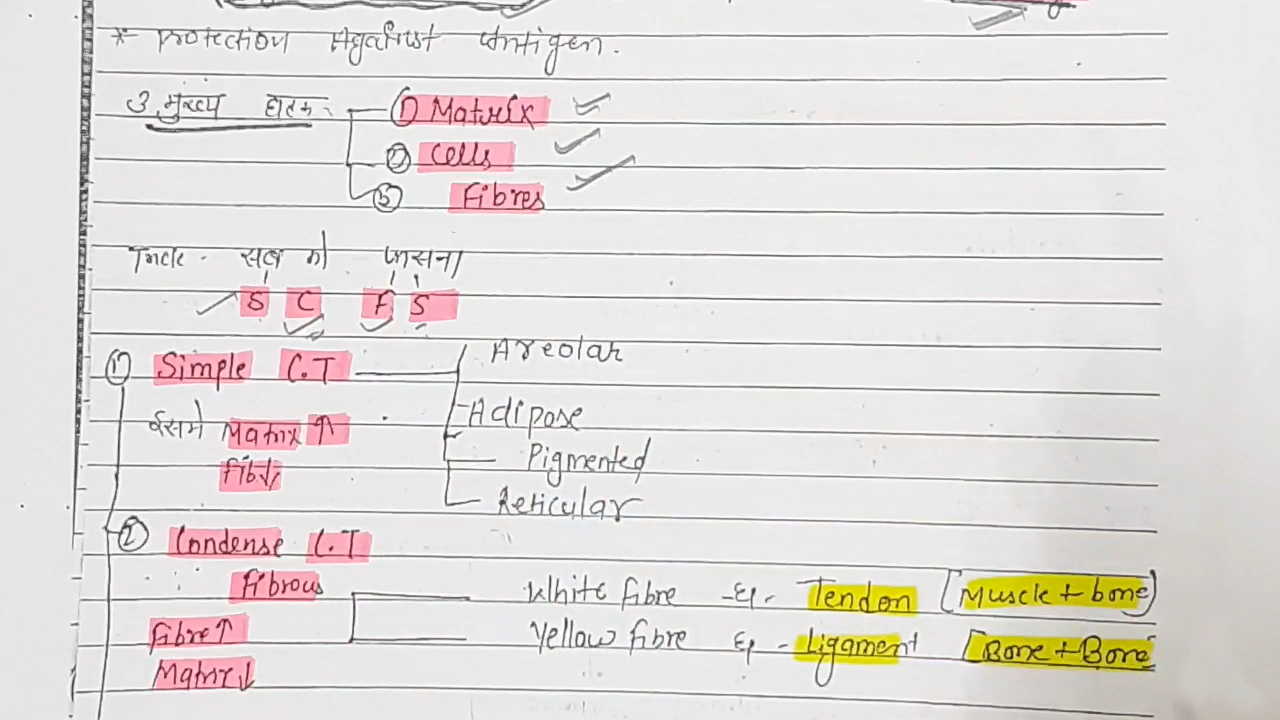 * Protection Against Antigen.
3 मुख्य घटक - ① Matrix
② Cells
③ Fibres
Trick - सब को फासना
S C F S
① Simple C.T Areolar
Adipose
इसमे Matrix ↑
Pigmented
Fib↓
Reticular
② Condense C.T
Fibrous White fibre - Eg. Tendon [Muscle + bone]
Fibre ↑ Yellow fibre Eg - Ligament [Bone + Bone]
Matrix ↓